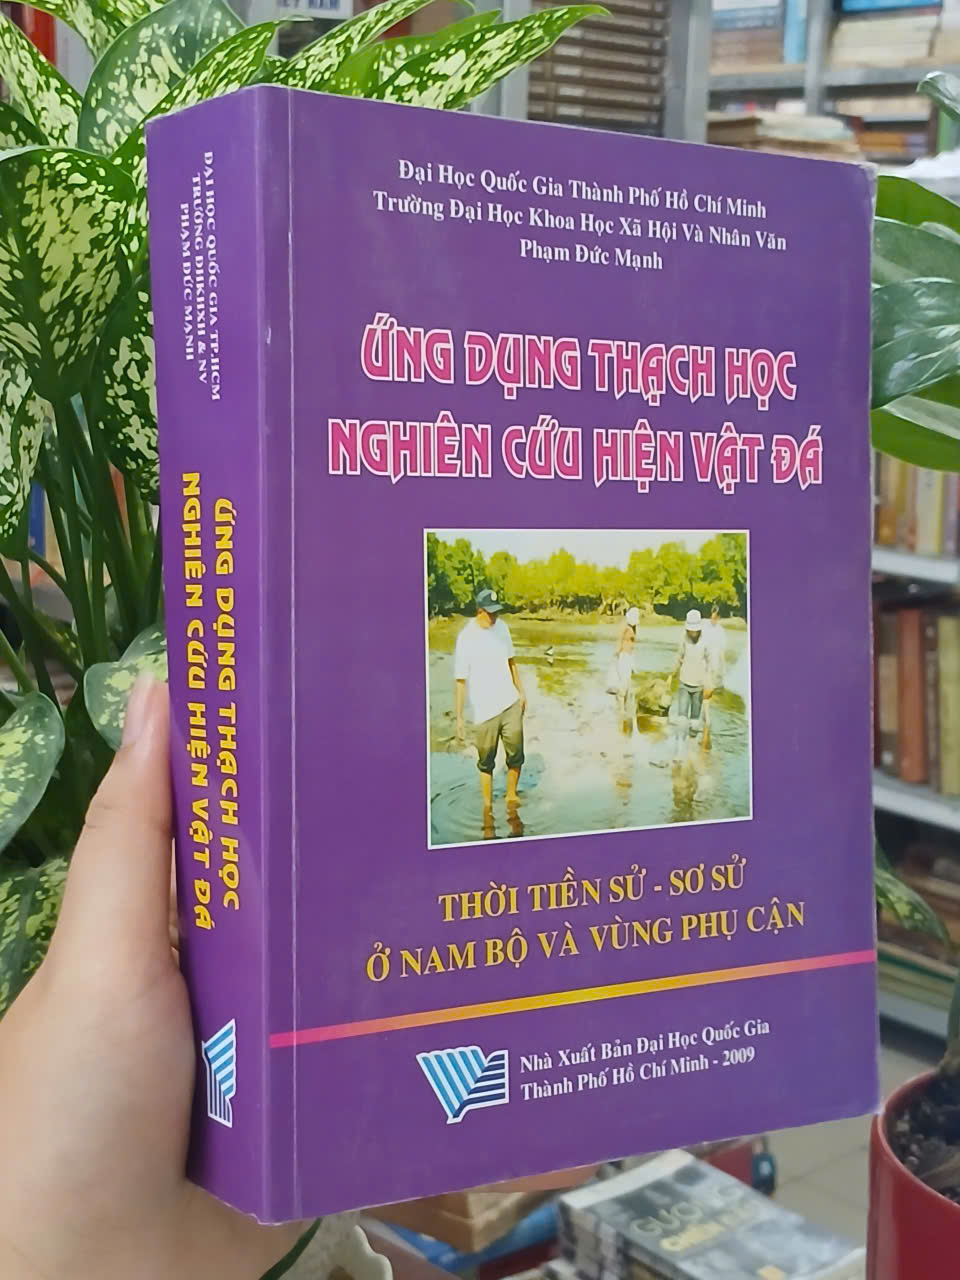 Đại Học Quốc Gia Thành Phố Hồ Chí Minh
Trường Đại Học Khoa Học Xã Hội Và Nhân Văn
Phạm Đức Mạnh
ỨNG DỤNG THẠCH HỌC
NGHIÊN CỨU HIỆN VẬT ĐÁ
THỜI TIỀN SỬ - SƠ SỬ
Ở NAM BỘ VÀ VÙNG PHỤ CẬN
Nhà Xuất Bản Đại Học Quốc Gia
Thành Phố Hồ Chí Minh - 2009
ĐẠI HỌC QUỐC GIA TP.HCM
TRƯỜNG ĐHKHXH & NV
PHẠM ĐỨC MẠNH
ỨNG DỤNG THẠCH HỌC
NGHIÊN CỨU HIỆN VẬT ĐÁ